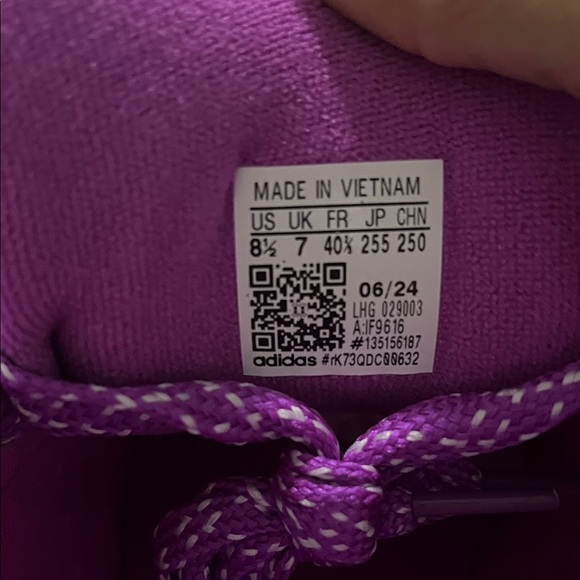 MADE IN VIETNAM
US UK FR JP CHN
8½ 7 40⅔ 255 250
06/24
LHG 029003
A:IF9616
#135156187
adidas #rK73QDC00632